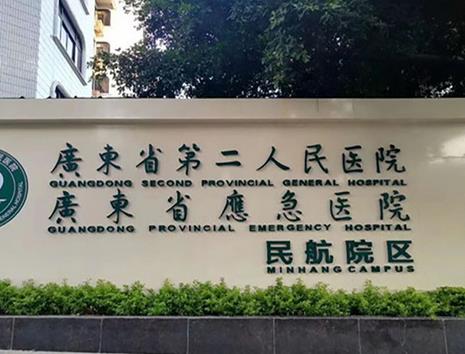 廣東省第二人民医院
GUANGDONG SECOND PROVINCIAL GENERAL HOSPITAL
廣東省應急医院
GUANGDONG PROVINCIAL EMERGENCY HOSPITAL
民航院区
MINHANG CAMPUS